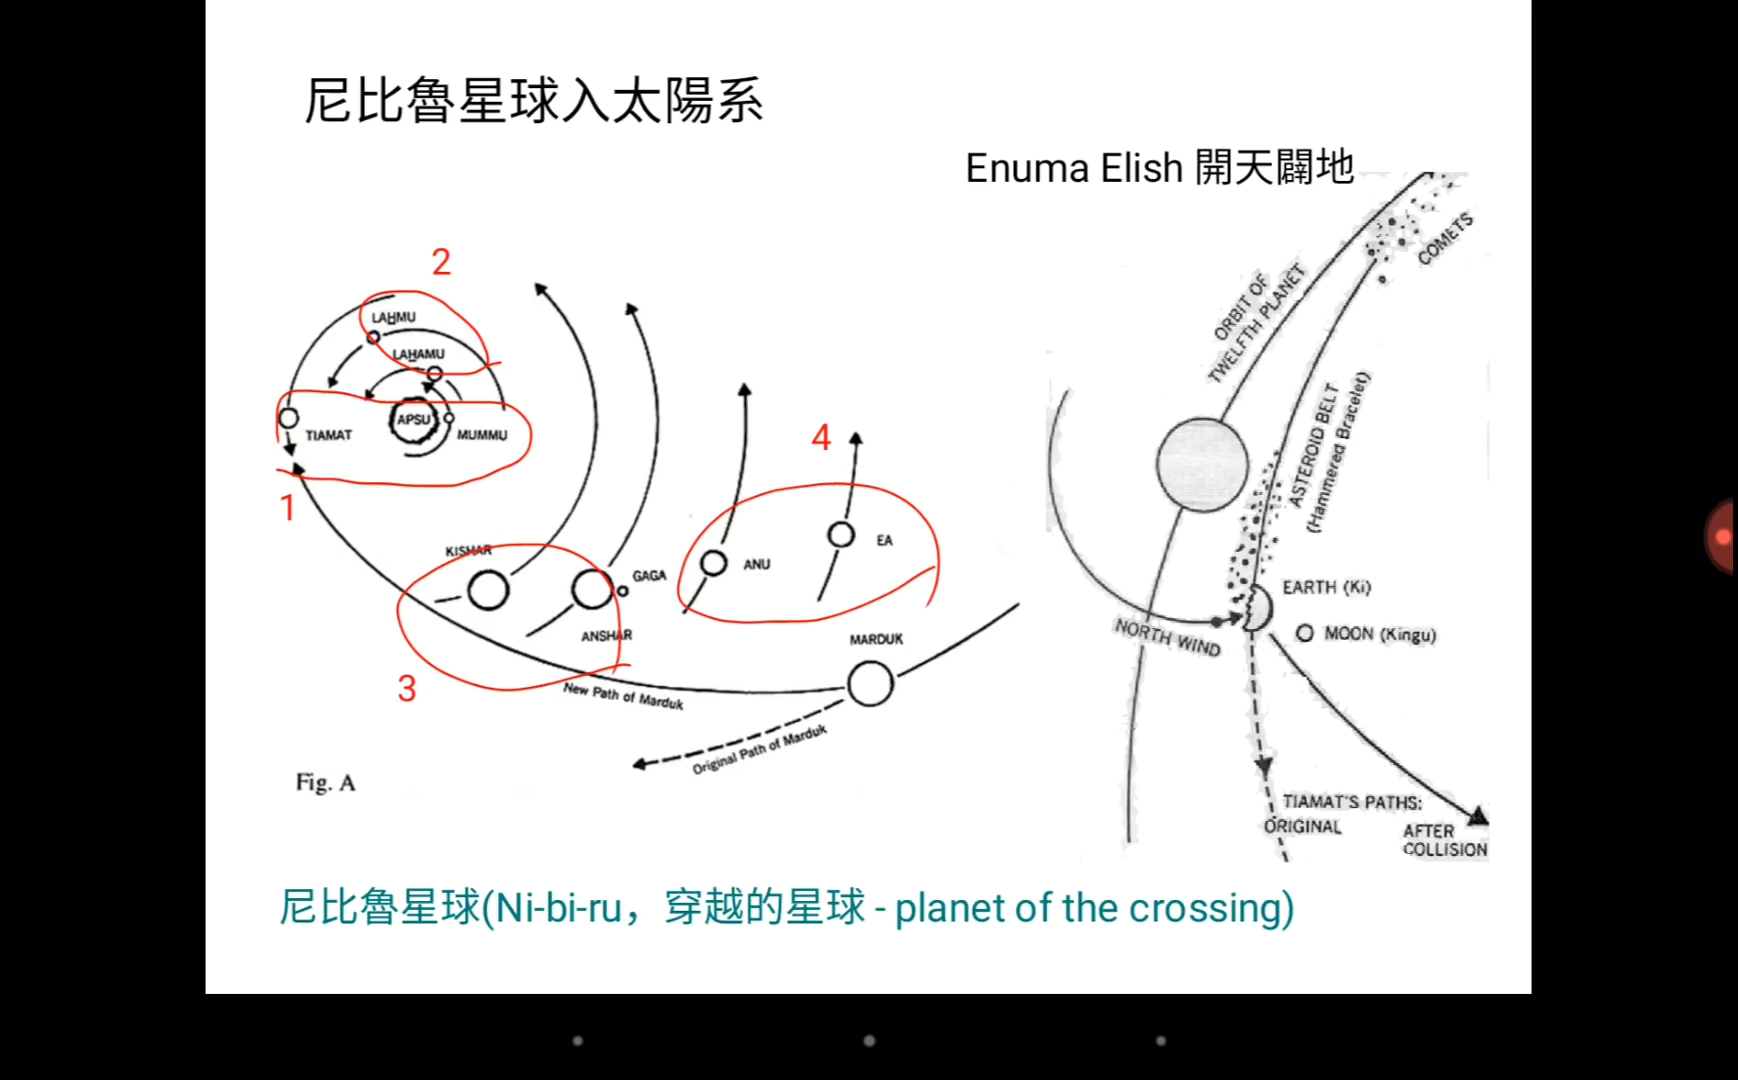 尼比魯星球入太陽系
Enuma Elish 開天闢地
2
LAHMU
LAHAMU
APSU
TIAMAT
MUMMU
1
4
KISHAR
GAGA
ANU
EA
ANSHAR
MARDUK
3
New Path of Marduk
Original Path of Marduk
Fig. A
COMETS
ORBIT OF
TWELFTH PLANET
ASTEROID BELT
(Hammered Bracelet)
EARTH (Ki)
NORTH WIND
MOON (Kingu)
TIAMAT'S PATHS:
ORIGINAL
AFTER
COLLISION
尼比魯星球(Ni-bi-ru，穿越的星球 - planet of the crossing)